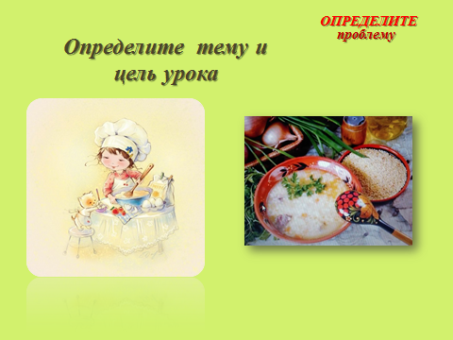 ОПРЕДЕЛИТЕ
проблему
Определите тему и
цель урока